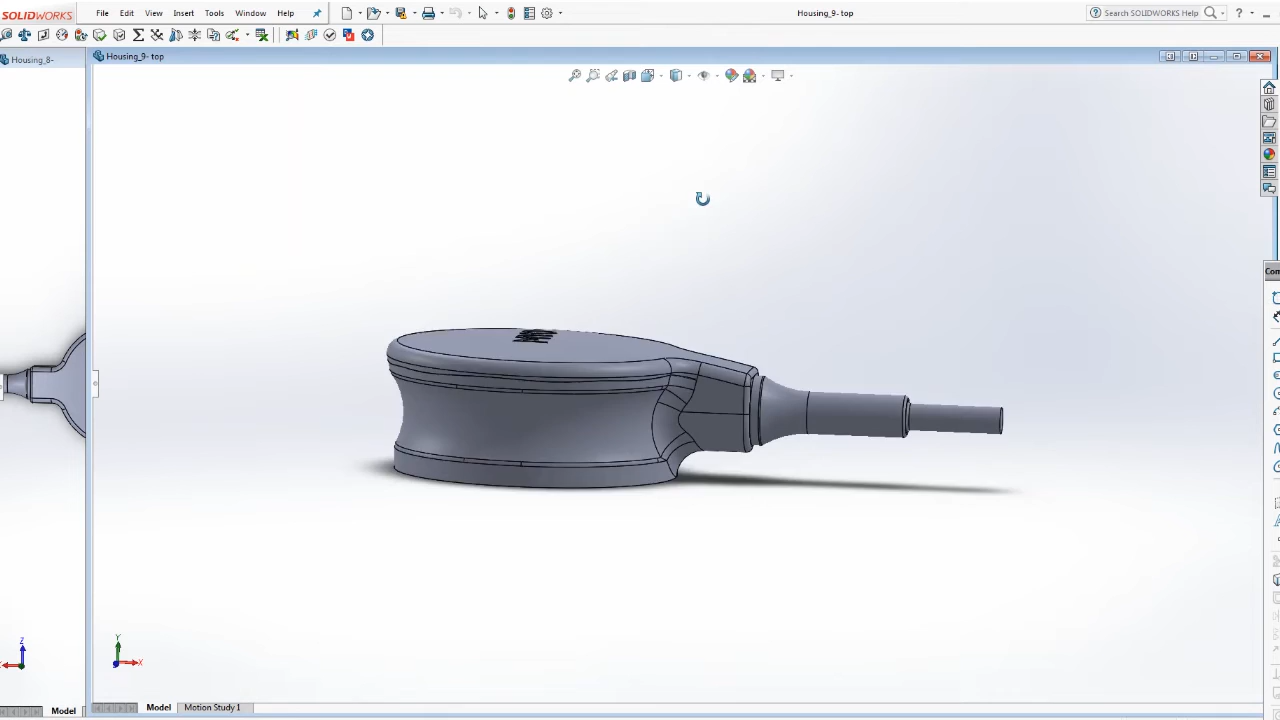 SOLIDWORKS File Edit View Insert Tools Window Help Housing_9- top Search SOLIDWORKS Help ?
Housing_8- Housing_9- top
Com
Y X
Z
Model Model Motion Study 1